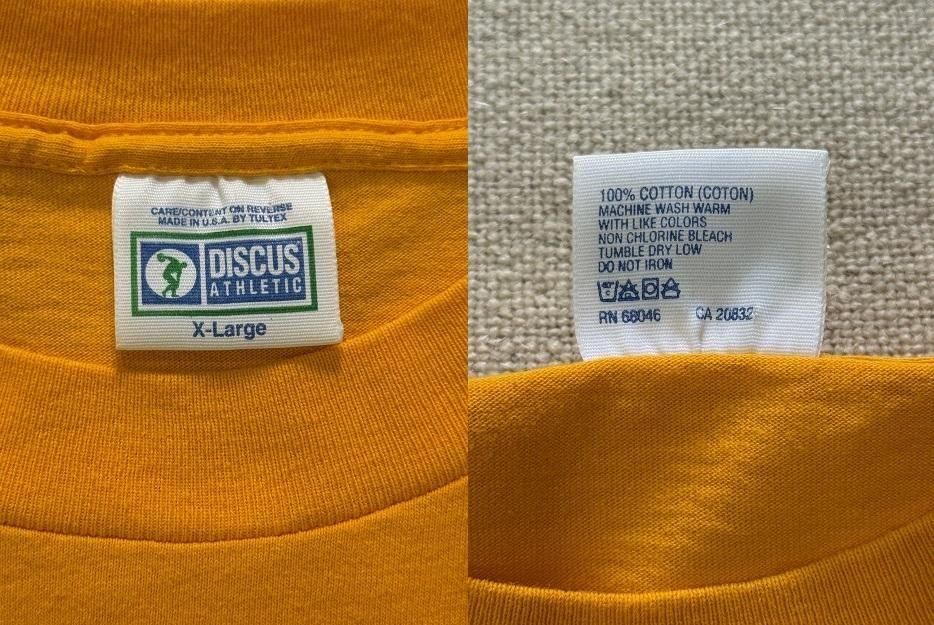 CARE/CONTENT ON REVERSE
MADE IN U.S.A. BY TULTEX
DISCUS
ATHLETIC
X-Large
100% COTTON (COTON)
MACHINE WASH WARM
WITH LIKE COLORS
NON CHLORINE BLEACH
TUMBLE DRY LOW
DO NOT IRON
RN 68046 CA 20832